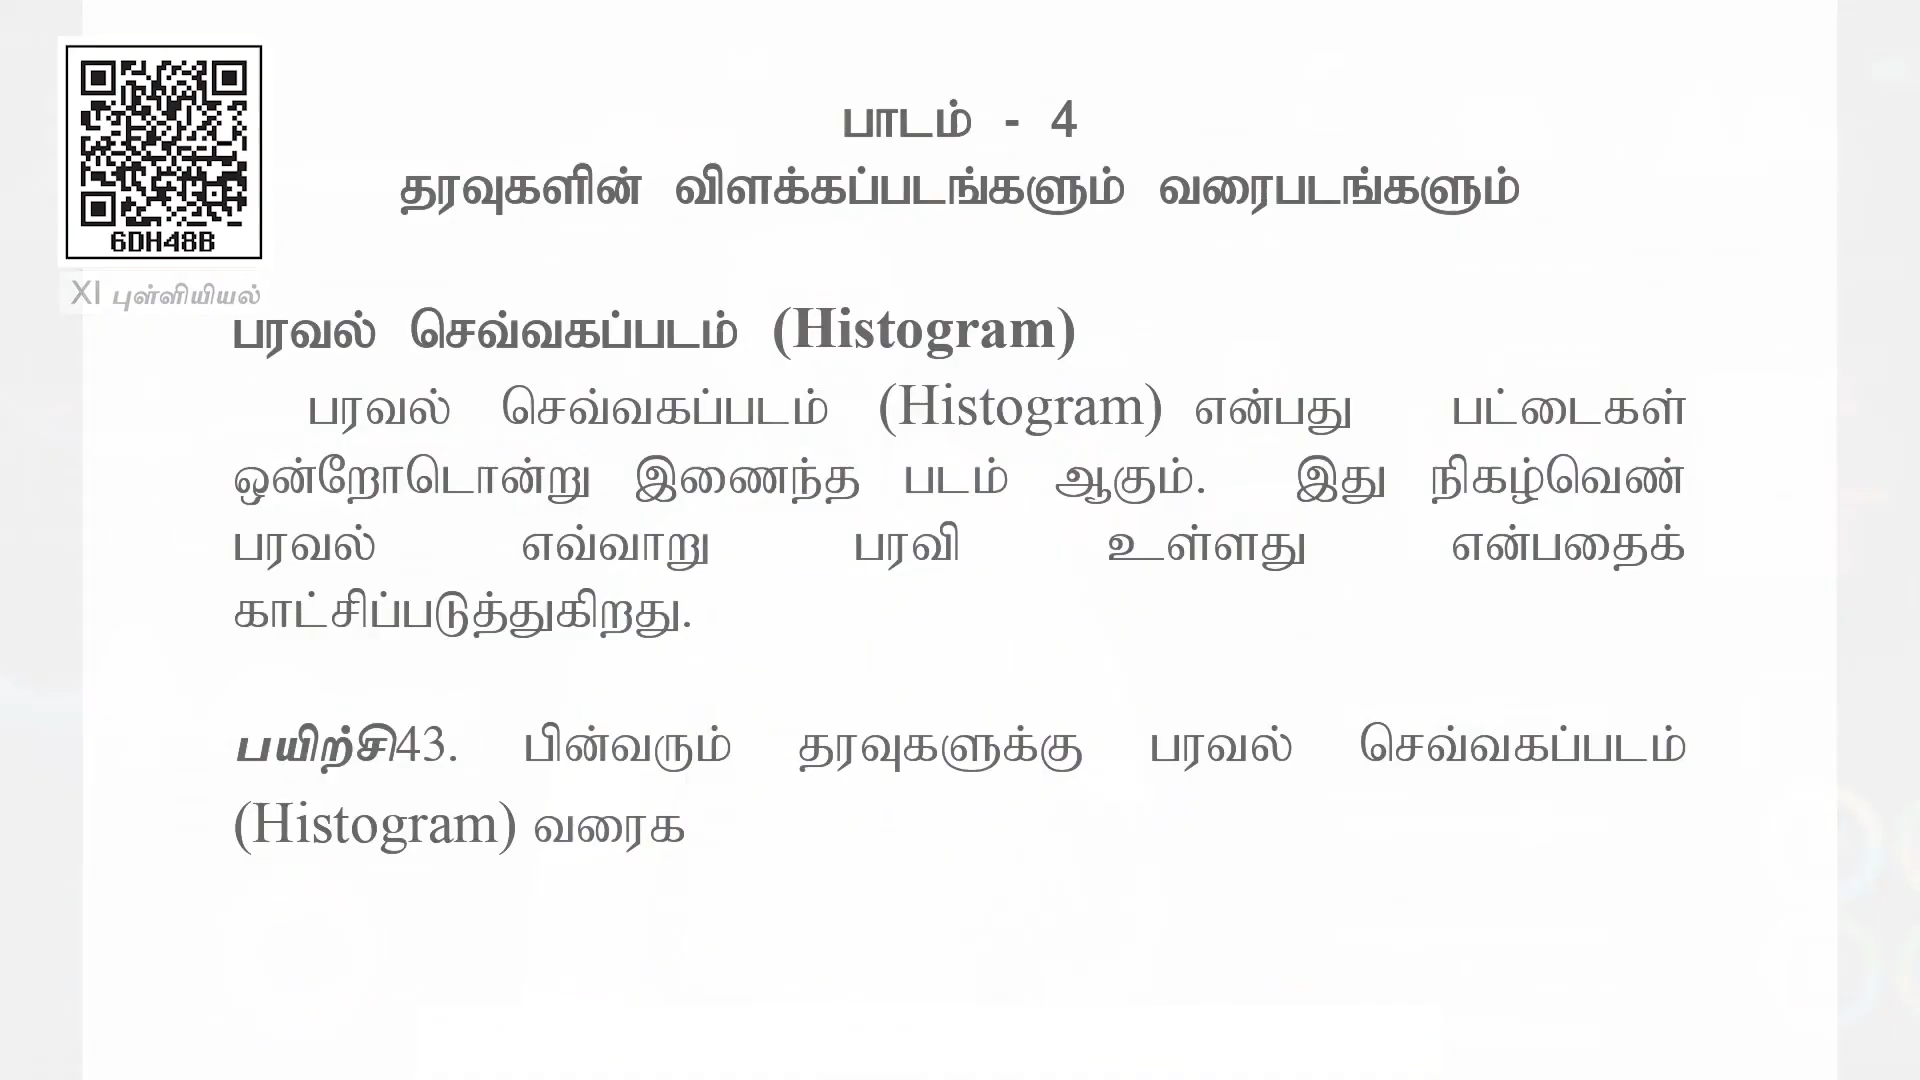 பாடம் - 4
தரவுகளின் விளக்கப்படங்களும் வரைபடங்களும்
6DH48B
XI புள்ளியியல்
பரவல் செவ்வகப்படம் (Histogram)
பரவல் செவ்வகப்படம் (Histogram) என்பது பட்டைகள்
ஒன்றோடொன்று இணைந்த படம் ஆகும். இது நிகழ்வெண்
பரவல் எவ்வாறு பரவி உள்ளது என்பதைக்
காட்சிப்படுத்துகிறது.
பயிற்சி43. பின்வரும் தரவுகளுக்கு பரவல் செவ்வகப்படம்
(Histogram) வரைக